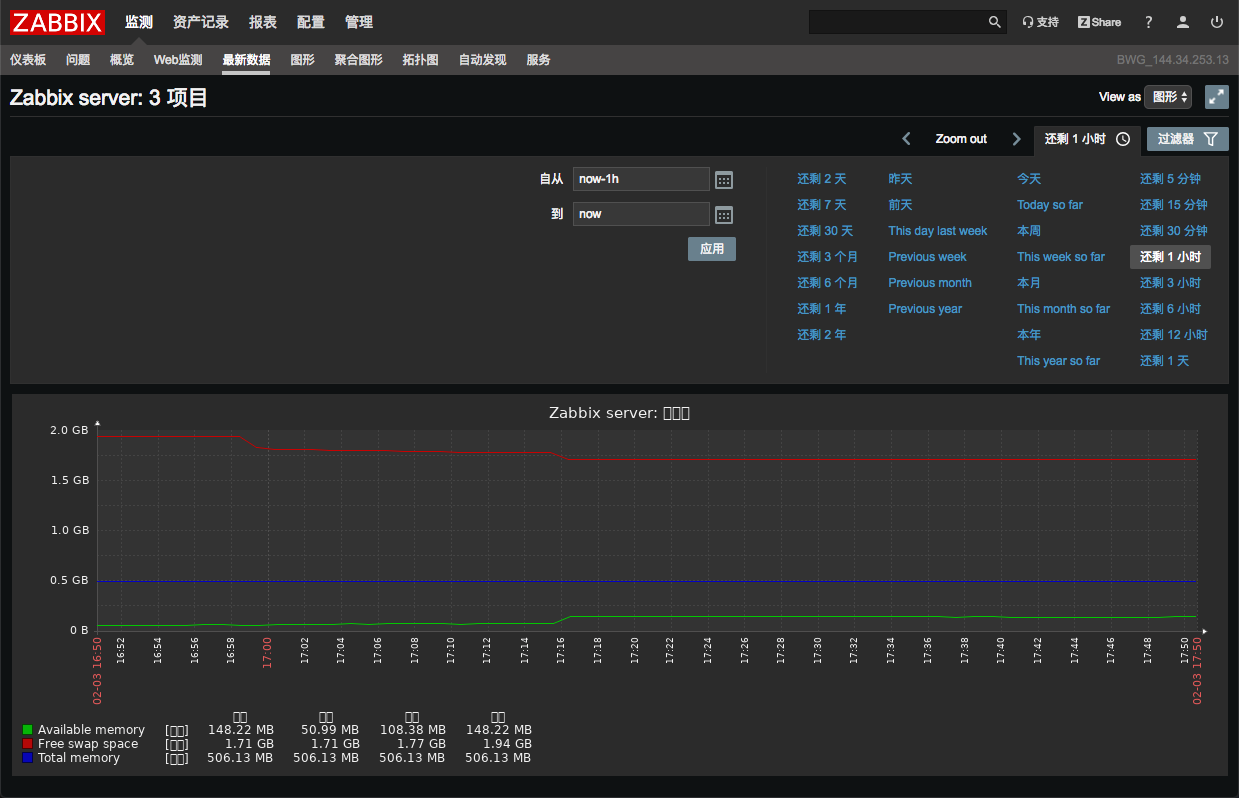 ZABBIX 监测 资产记录 报表 配置 管理 支持 Z Share ?
仪表板 问题 概览 Web监测 最新数据 图形 聚合图形 拓扑图 自动发现 服务 BWG_144.34.253.13
Zabbix server: 3 项目 View as 图形
Zoom out 还剩 1 小时 过滤器
自从 now-1h 还剩 2 天 昨天 今天 还剩 5 分钟
还剩 7 天 前天 Today so far 还剩 15 分钟
到 now 还剩 30 天 This day last week 本周 还剩 30 分钟
应用 还剩 3 个月 Previous week This week so far 还剩 1 小时
还剩 6 个月 Previous month 本月 还剩 3 小时
还剩 1 年 Previous year This month so far 还剩 6 小时
还剩 2 年 本年 还剩 12 小时
This year so far 还剩 1 天
Zabbix server: □□□
2.0 GB
1.5 GB
1.0 GB
0.5 GB
0 B
02-03 16:50 16:52 16:54 16:56 16:58 17:00 17:02 17:04 17:06 17:08 17:10 17:12 17:14 17:16 17:18 17:20 17:22 17:24 17:26 17:28 17:30 17:32 17:34 17:36 17:38 17:40 17:42 17:44 17:46 17:48 17:50 02-03 17:50
□□ □□ □□ □□
Available memory [□□] 148.22 MB 50.99 MB 108.38 MB 148.22 MB
Free swap space [□□] 1.71 GB 1.71 GB 1.77 GB 1.94 GB
Total memory [□□] 506.13 MB 506.13 MB 506.13 MB 506.13 MB